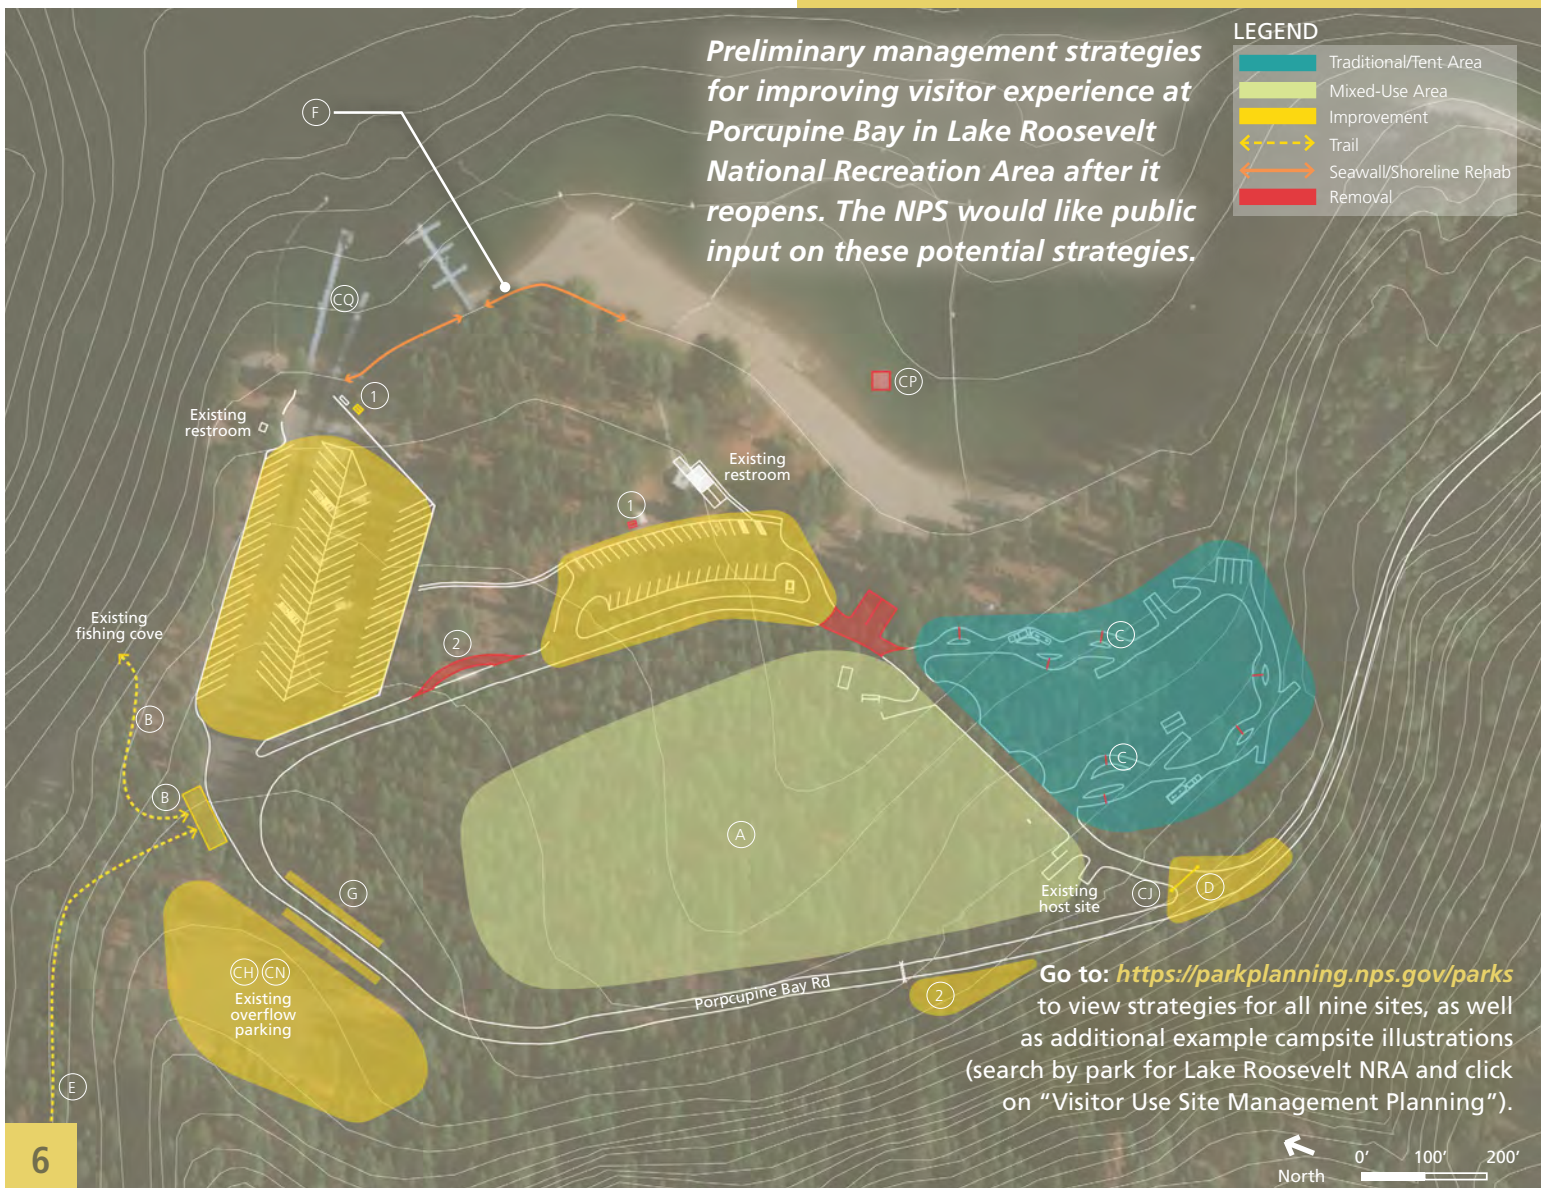 Preliminary management strategies
for improving visitor experience at
Porcupine Bay in Lake Roosevelt
National Recreation Area after it
reopens. The NPS would like public
input on these potential strategies.
LEGEND
Traditional/Tent Area
Mixed-Use Area
Improvement
Trail
Seawall/Shoreline Rehab
Removal
F
CQ
CP
1
Existing
restroom
Existing
restroom
1
Existing
fishing cove
2
C
B
C
B
A
G
Existing
host site
CJ
D
CH CN
Existing
overflow
parking
Porpcupine Bay Rd
2
E
Go to: https://parkplanning.nps.gov/parks
to view strategies for all nine sites, as well
as additional example campsite illustrations
(search by park for Lake Roosevelt NRA and click
on “Visitor Use Site Management Planning”).
6
North
0’ 100’ 200’